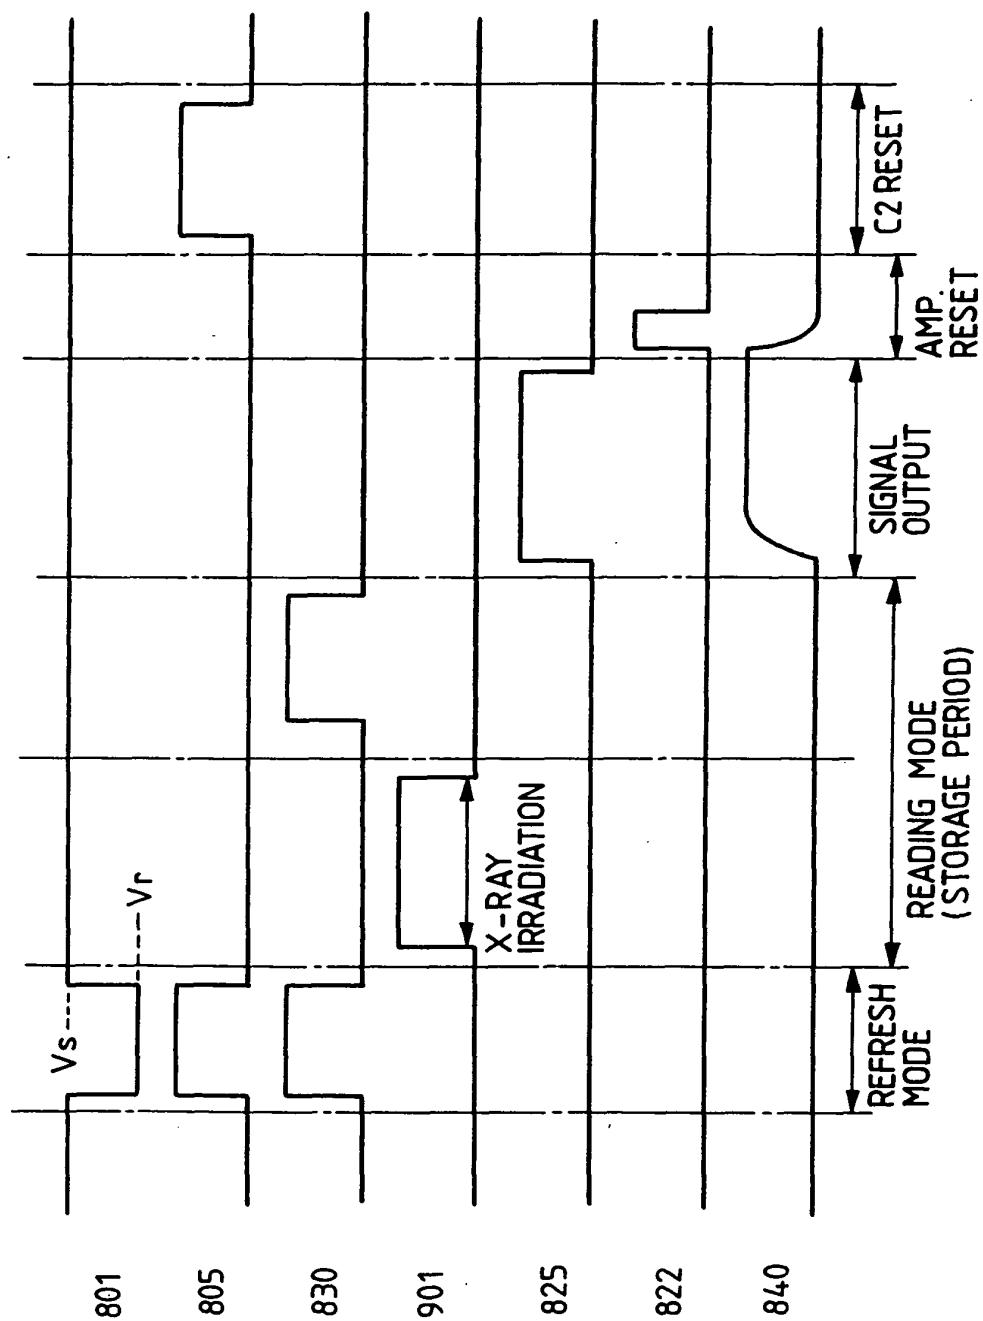 801
805
830
901
825
822
840
Vs
Vr
X-RAY
IRRADIATION
REFRESH
MODE
READING MODE
(STORAGE PERIOD)
SIGNAL
OUTPUT
AMP.
RESET
C2 RESET